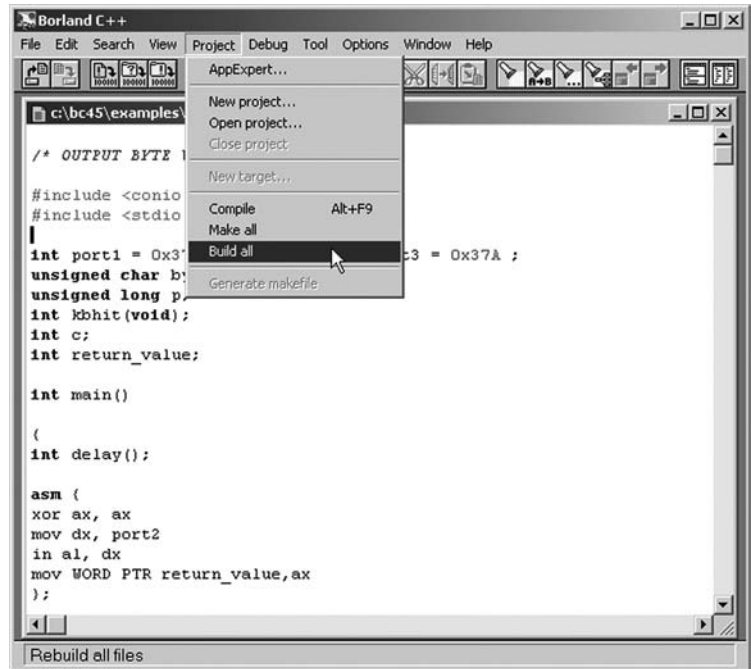 Borland C++
File Edit Search View Project Debug Tool Options Window Help
AppExpert...
New project...
Open project...
Close project
New target...
Compile Alt+F9
Make all
Build all
Generate makefile
c:\bc45\examples\
/* OUTPUT BYTE
#include <conio
#include <stdio
int port1 = 0x37 :3 = 0x37A ;
unsigned char by
unsigned long p,
int kbhit(void);
int c;
int return_value;
int main()
{
int delay();
asm {
xor ax, ax
mov dx, port2
in al, dx
mov WORD PTR return_value,ax
};
Rebuild all files